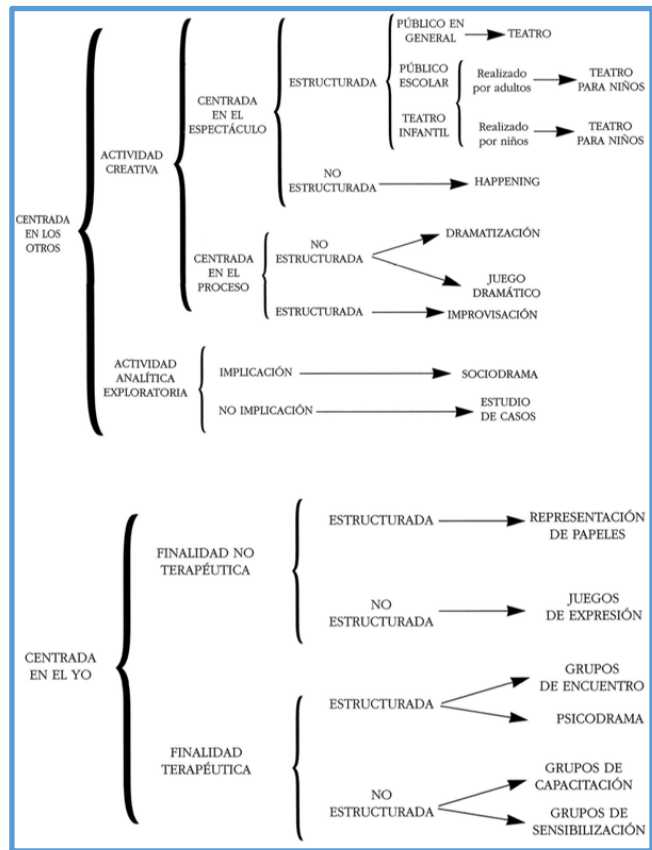 CENTRADA
EN LOS
OTROS
ACTIVIDAD
CREATIVA
CENTRADA
EN EL
ESPECTÁCULO
ESTRUCTURADA
PÚBLICO EN
GENERAL
TEATRO
PÚBLICO
ESCOLAR
TEATRO
INFANTIL
Realizado
por adultos
TEATRO
PARA NIÑOS
Realizado
por niños
TEATRO
PARA NIÑOS
NO
ESTRUCTURADA
HAPPENING
CENTRADA
EN EL
PROCESO
NO
ESTRUCTURADA
DRAMATIZACIÓN
JUEGO
DRAMÁTICO
ESTRUCTURADA
IMPROVISACIÓN
ACTIVIDAD
ANALÍTICA
EXPLORATORIA
IMPLICACIÓN
SOCIODRAMA
NO IMPLICACIÓN
ESTUDIO
DE CASOS
CENTRADA
EN EL YO
FINALIDAD NO
TERAPÉUTICA
ESTRUCTURADA
REPRESENTACIÓN
DE PAPELES
NO
ESTRUCTURADA
JUEGOS
DE EXPRESIÓN
FINALIDAD
TERAPÉUTICA
ESTRUCTURADA
GRUPOS
DE ENCUENTRO
PSICODRAMA
NO
ESTRUCTURADA
GRUPOS DE
CAPACITACIÓN
GRUPOS DE
SENSIBILIZACIÓN